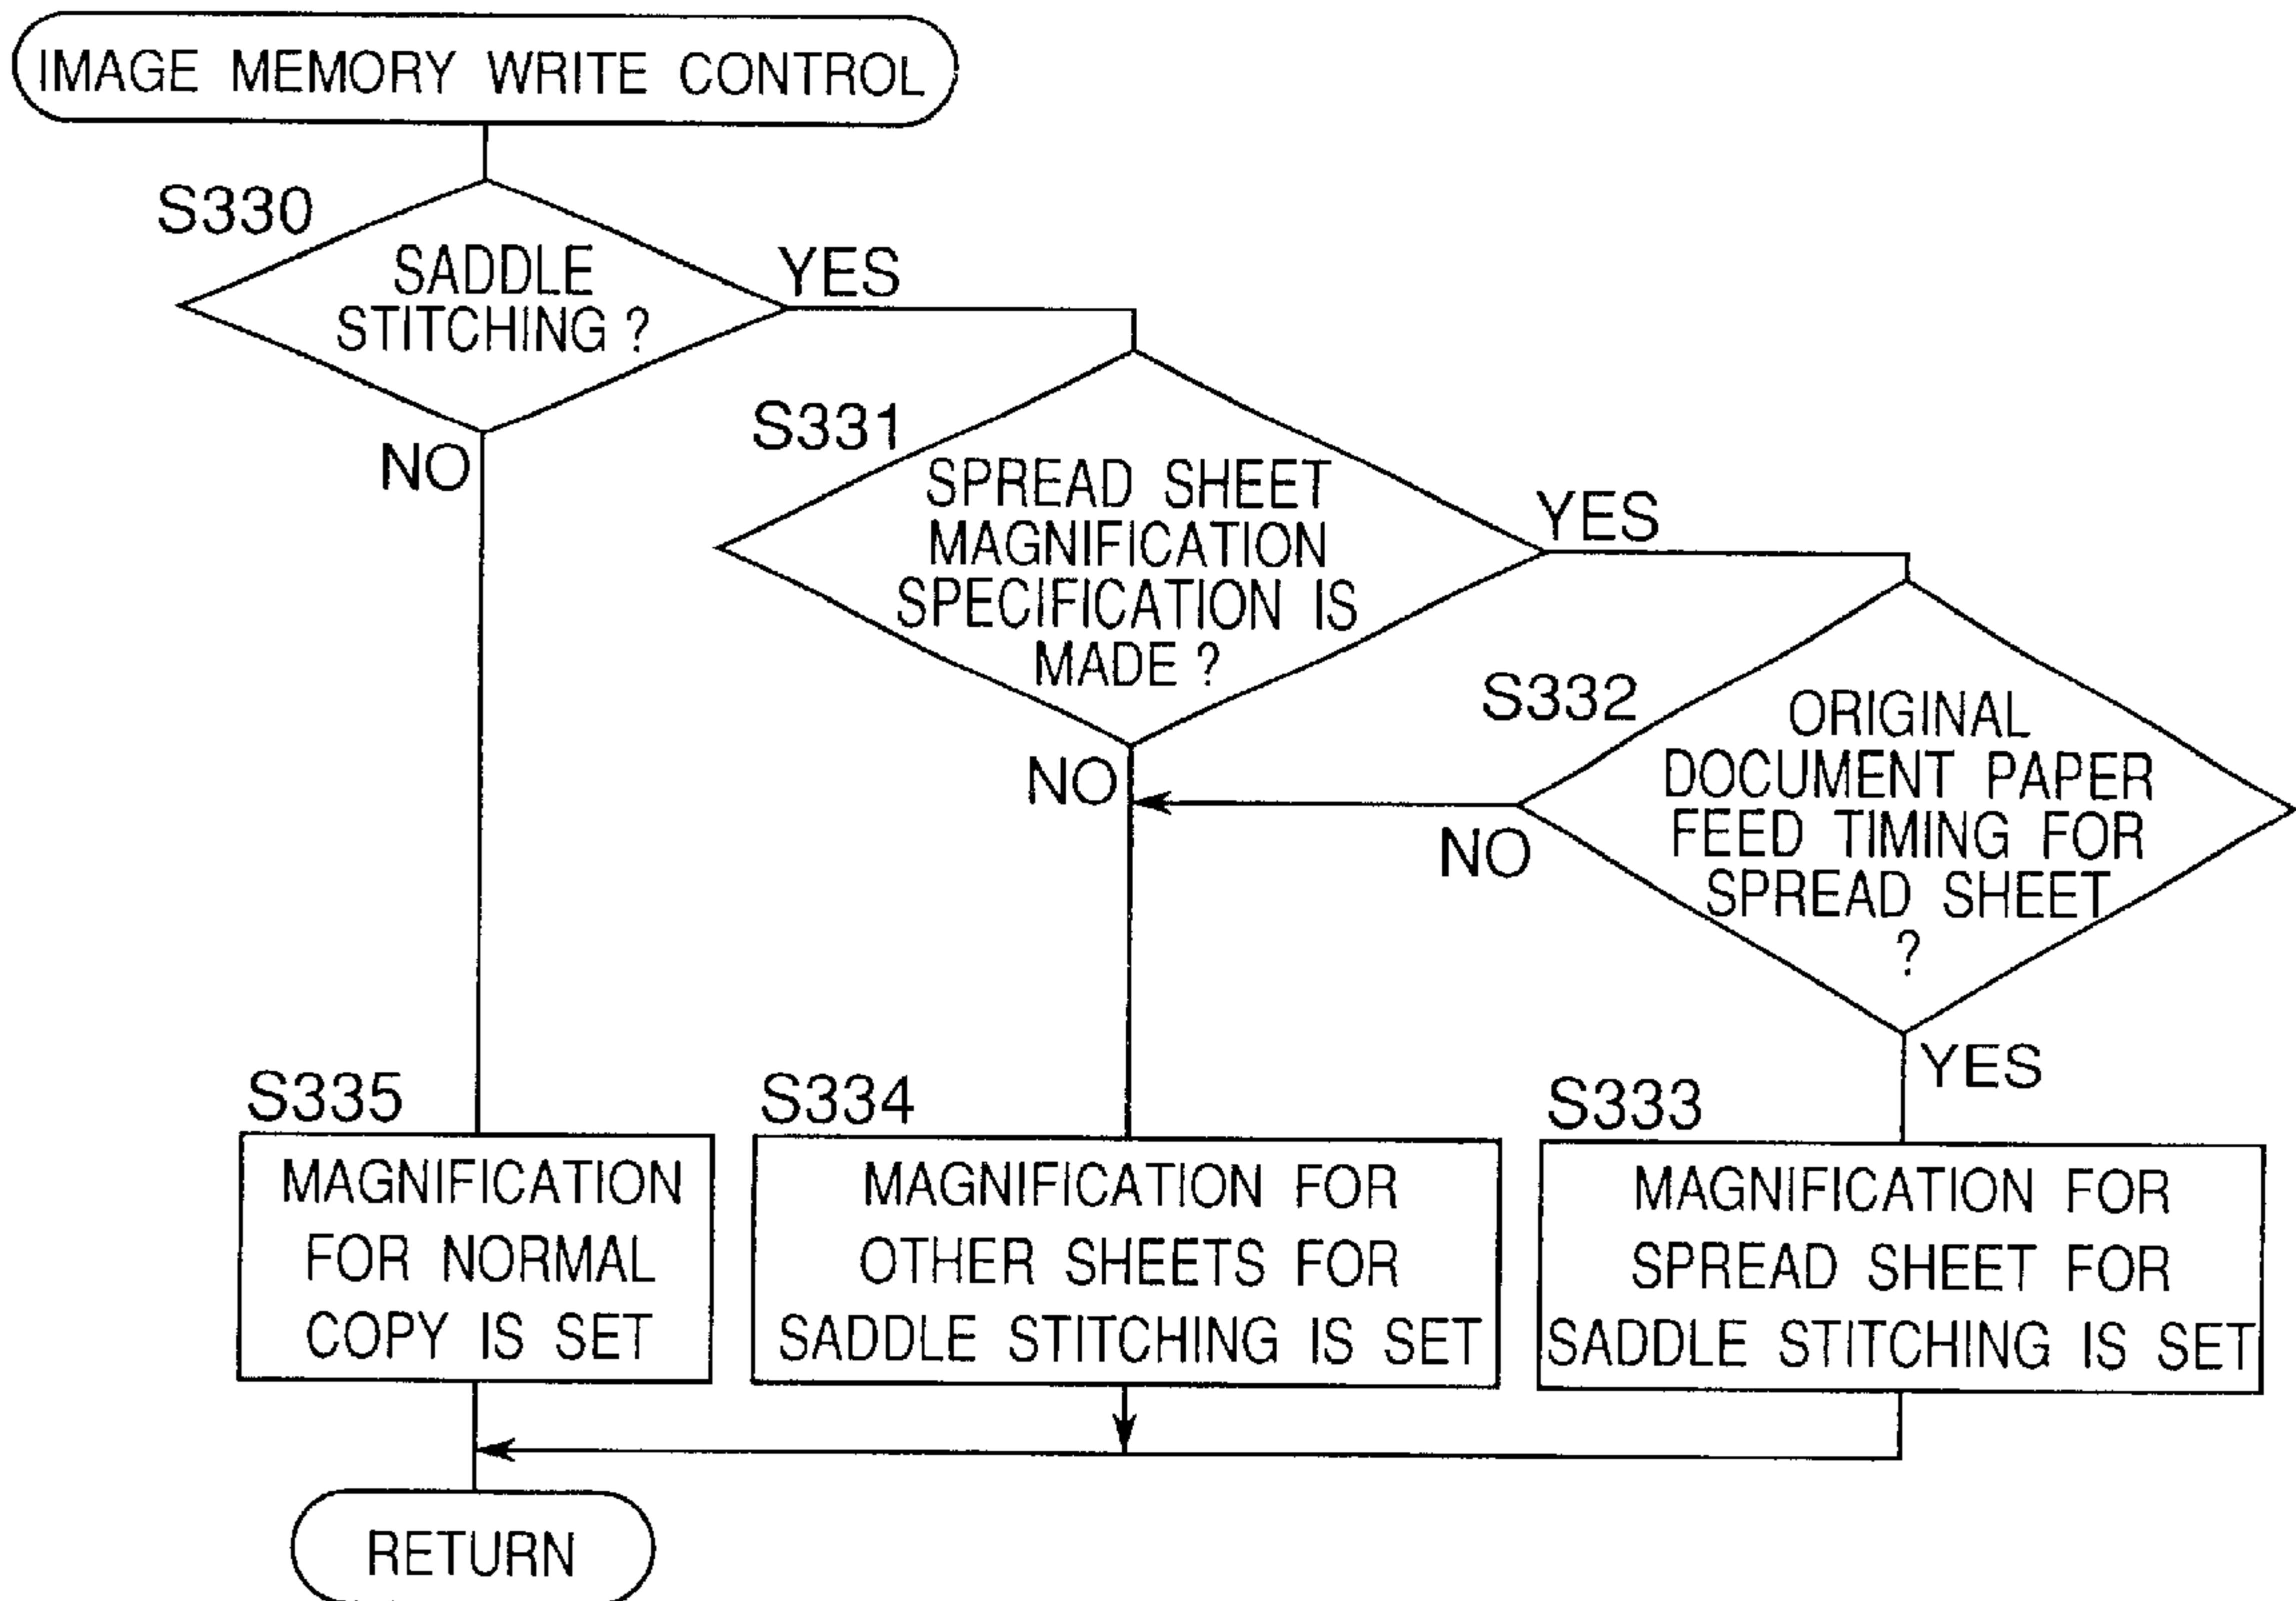 IMAGE MEMORY WRITE CONTROL
S330
SADDLE
STITCHING ?
YES
NO
S331
SPREAD SHEET
MAGNIFICATION
SPECIFICATION IS
MADE ?
YES
NO
S332
ORIGINAL
DOCUMENT PAPER
FEED TIMING FOR
SPREAD SHEET
?
NO
YES
S335
MAGNIFICATION
FOR NORMAL
COPY IS SET
S334
MAGNIFICATION FOR
OTHER SHEETS FOR
SADDLE STITCHING IS SET
S333
MAGNIFICATION FOR
SPREAD SHEET FOR
SADDLE STITCHING IS SET
RETURN